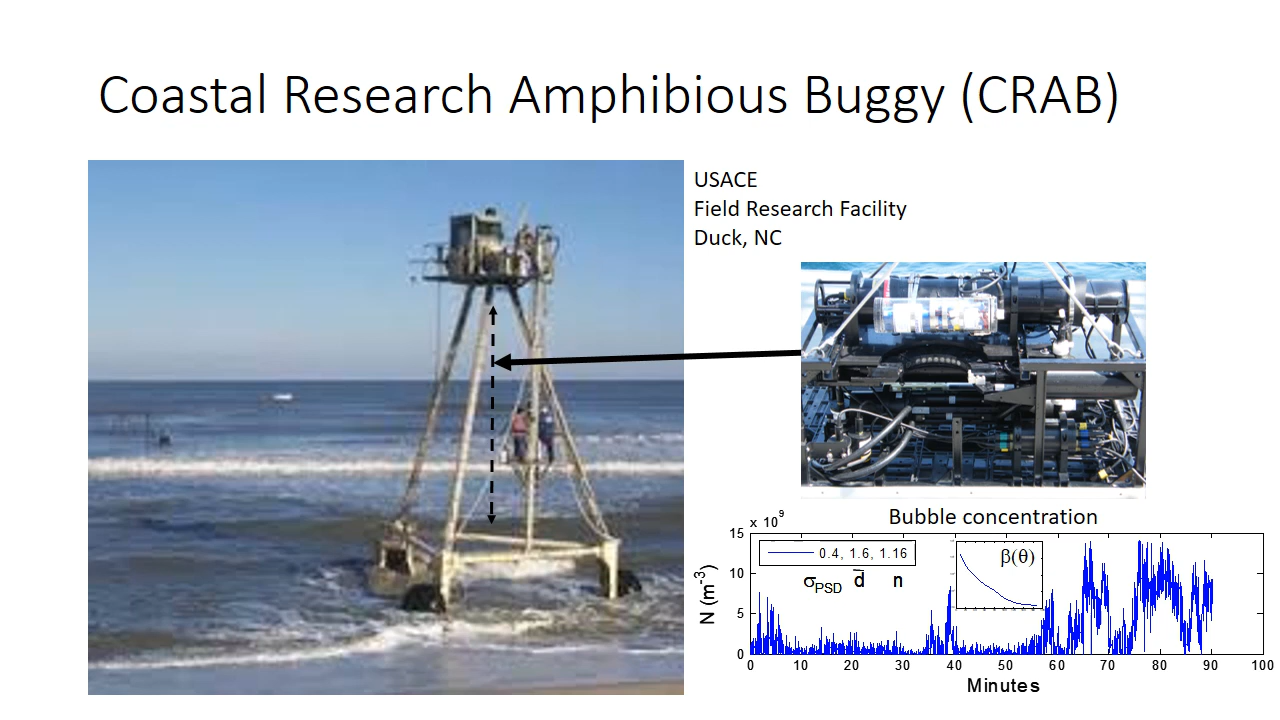 Coastal Research Amphibious Buggy (CRAB)
USACE
Field Research Facility
Duck, NC
Bubble concentration
x 10⁹
15
10
5
0
N (m⁻³)
0.4, 1.6, 1.16
σPSD d̅ n
β(θ)
0 10 20 30 40 50 60 70 80 90 100
Minutes